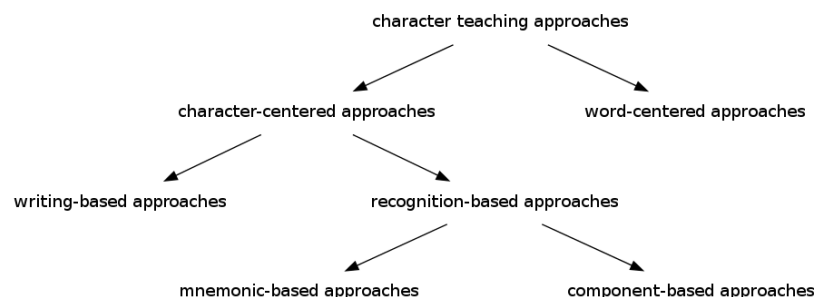 character teaching approaches
character-centered approaches
word-centered approaches
writing-based approaches
recognition-based approaches
mnemonic-based approaches
component-based approaches